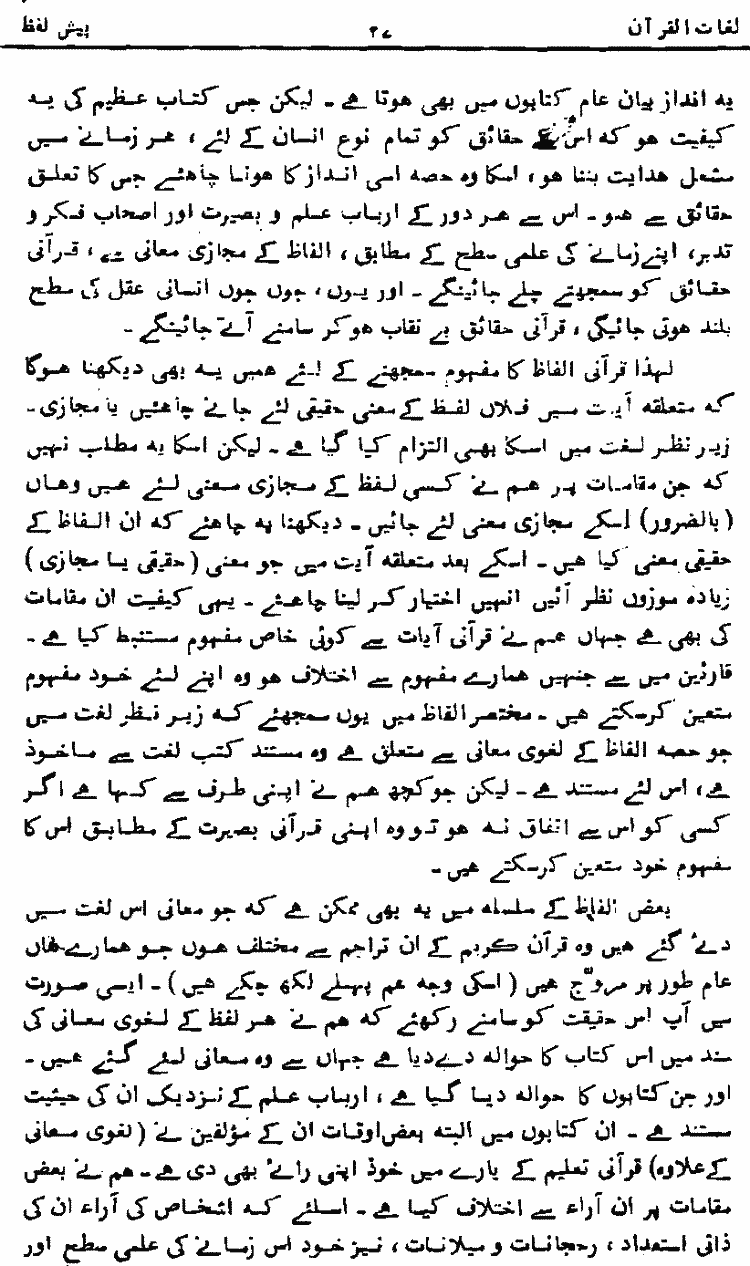 لغات القرآن ۲۷ پیش لفظ
یہ انداز بیان عام کتابوں میں بھی ہوتا ہے ۔ لیکن جس کتاب عظیم کی یہ
کیفیت ہو کہ اس کے حقائق کو تمام نوع انسان کے لئے ، ہر زمانے میں
مشعل ہدایت بننا ہو ، اسکا وہ حصہ اسی انداز کا ہونا چاہئے جس کا تعلق
حقائق سے ہو ۔ اس سے ہر دور کے ارباب علم و بصیرت اور اصحاب فکر و
تدبر، اپنے زمانے کی علمی سطح کے مطابق ، الفاظ کے مجازی معانی سے ، قرآنی
حقائق کو سمجھتے چلے جائینگے ۔ اور یوں ، جوں جوں انسانی عقل کی سطح
بلند ہوتی جائیگی ، قرآنی حقائق بے نقاب ہو کر سامنے آتے جائینگے ۔
لہذا قرآنی الفاظ کا مفہوم سمجھنے کے لئے ہمیں یہ بھی دیکھنا ہوگا
کہ متعلقہ آیت میں فلاں لفظ کے معنی حقیقی لئے جانے چاہئیں یا مجازی ۔
زیر نظر لغت میں اسکا بھی التزام کیا گیا ہے ۔ لیکن اسکا یہ مطلب نہیں
کہ جن مقامات پر ہم نے کسی لفظ کے مجازی معنی لئے ہیں وہاں
(بالضرور) اسکے مجازی معنی لئے جائیں ۔ دیکھنا یہ چاہئے کہ ان الفاظ کے
حقیقی معنی کیا ہیں ۔ اسکے بعد متعلقہ آیت میں جو معنی (حقیقی یا مجازی)
زیادہ موزوں نظر آئیں انہیں اختیار کر لینا چاہئے ۔ یہی کیفیت ان مقامات
کی بھی ہے جہاں ہم نے قرآنی آیات سے کوئی خاص مفہوم مستنبط کیا ہے ۔
قارئین میں سے جنہیں ہمارے مفہوم سے اختلاف ہو وہ اپنے لئے خود مفہوم
متعین کرسکتے ہیں ۔ مختصر الفاظ میں یوں سمجھئے کہ زیر نظر لغت میں
جو حصہ الفاظ کے لغوی معانی سے متعلق ہے وہ مستند کتب لغت سے ماخوذ
ہے ، اس لئے مستند ہے ۔ لیکن جو کچھ ہم نے اپنی طرف سے کہا ہے اگر
کسی کو اس سے اتفاق نہ ہو تو وہ اپنی قرآنی بصیرت کے مطابق اس کا
مفہوم خود متعین کرسکتے ہیں ۔
بعض الفاظ کے سلسلہ میں یہ بھی ممکن ہے کہ جو معانی اس لغت میں
دئے گئے ہیں وہ قرآن کریم کے ان تراجم سے مختلف ہوں جو ہمارے ہاں
عام طور پر مروّج ہیں (اسکی وجہ ہم پہلے لکھ چکے ہیں) ۔ ایسی صورت
میں آپ اس حقیقت کو سامنے رکھئے کہ ہم نے ہر لفظ کے لغوی معانی کی
سند میں اس کتاب کا حوالہ دے دیا ہے جہاں سے وہ معانی لئے گئے ہیں ۔
اور جن کتابوں کا حوالہ دیا گیا ہے ، ارباب علم کے نزدیک ان کی حیثیت
مستند ہے ۔ ان کتابوں میں البتہ بعض اوقات ان کے مؤلفین نے (لغوی معانی
کے علاوہ) قرآنی تعلیم کے بارے میں خود اپنی رائے بھی دی ہے ۔ ہم نے بعض
مقامات پر ان آراء سے اختلاف کیا ہے ۔ اسلئے کہ اشخاص کی آراء ان کی
ذاتی استعداد ، رحجانات و میلانات ، نیز خود اس زمانے کی علمی سطح اور